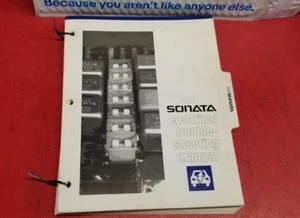 Because you aren't like anyone else.
SONATA
electrical
trouble-
shooting
manual